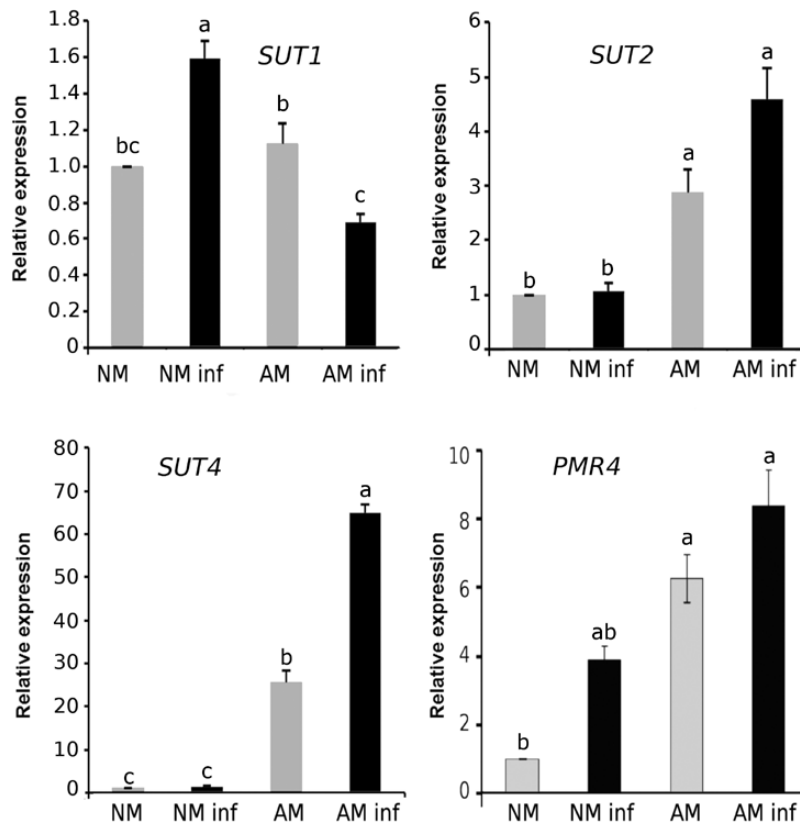 SUT1
Relative expression
1.8
1.6
1.4
1.2
1.0
0.8
0.6
0.4
0.2
0
bc
a
b
c
NM
NM inf
AM
AM inf
SUT2
Relative expression
6
5
4
3
2
1
0
b
b
a
a
NM
NM inf
AM
AM inf
SUT4
Relative expression
80
70
60
50
40
30
20
10
0
c
c
b
a
NM
NM inf
AM
AM inf
PMR4
Relative expression
10
8
6
4
2
0
b
ab
a
a
NM
NM inf
AM
AM inf